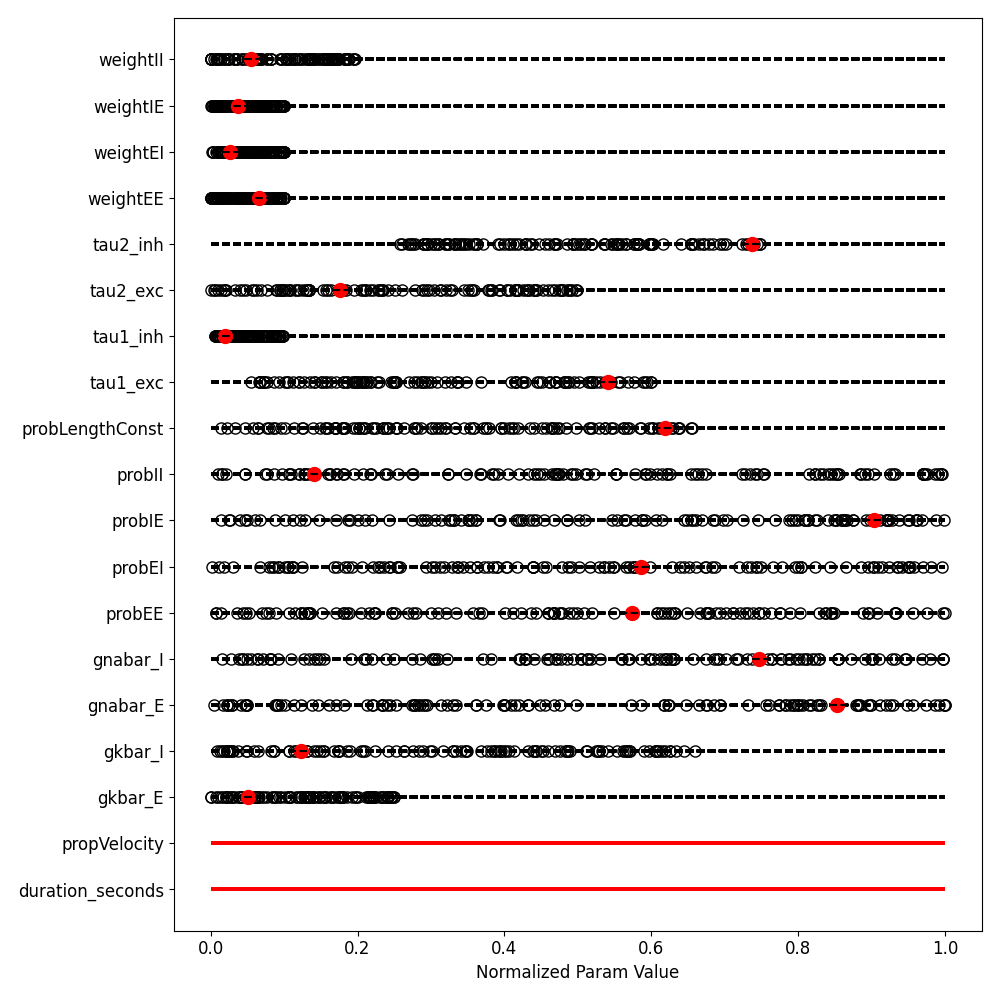 weightII
weightIE
weightEI
weightEE
tau2_inh
tau2_exc
tau1_inh
tau1_exc
probLengthConst
probII
probIE
probEI
probEE
gnabar_I
gnabar_E
gkbar_I
gkbar_E
propVelocity
duration_seconds
0.0 0.2 0.4 0.6 0.8 1.0
Normalized Param Value